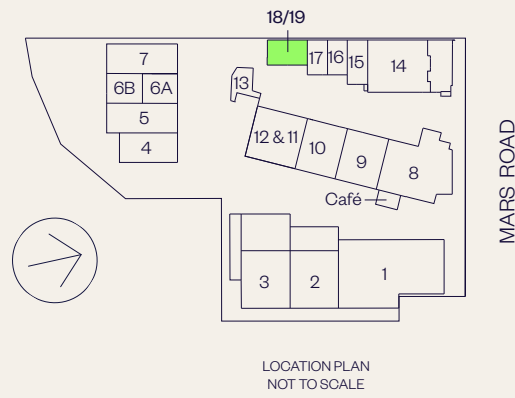 18/19
7
17
16
15
14
6B
6A
13
5
12 & 11
10
9
8
4
Café
MARS ROAD
3
2
1
LOCATION PLAN
NOT TO SCALE